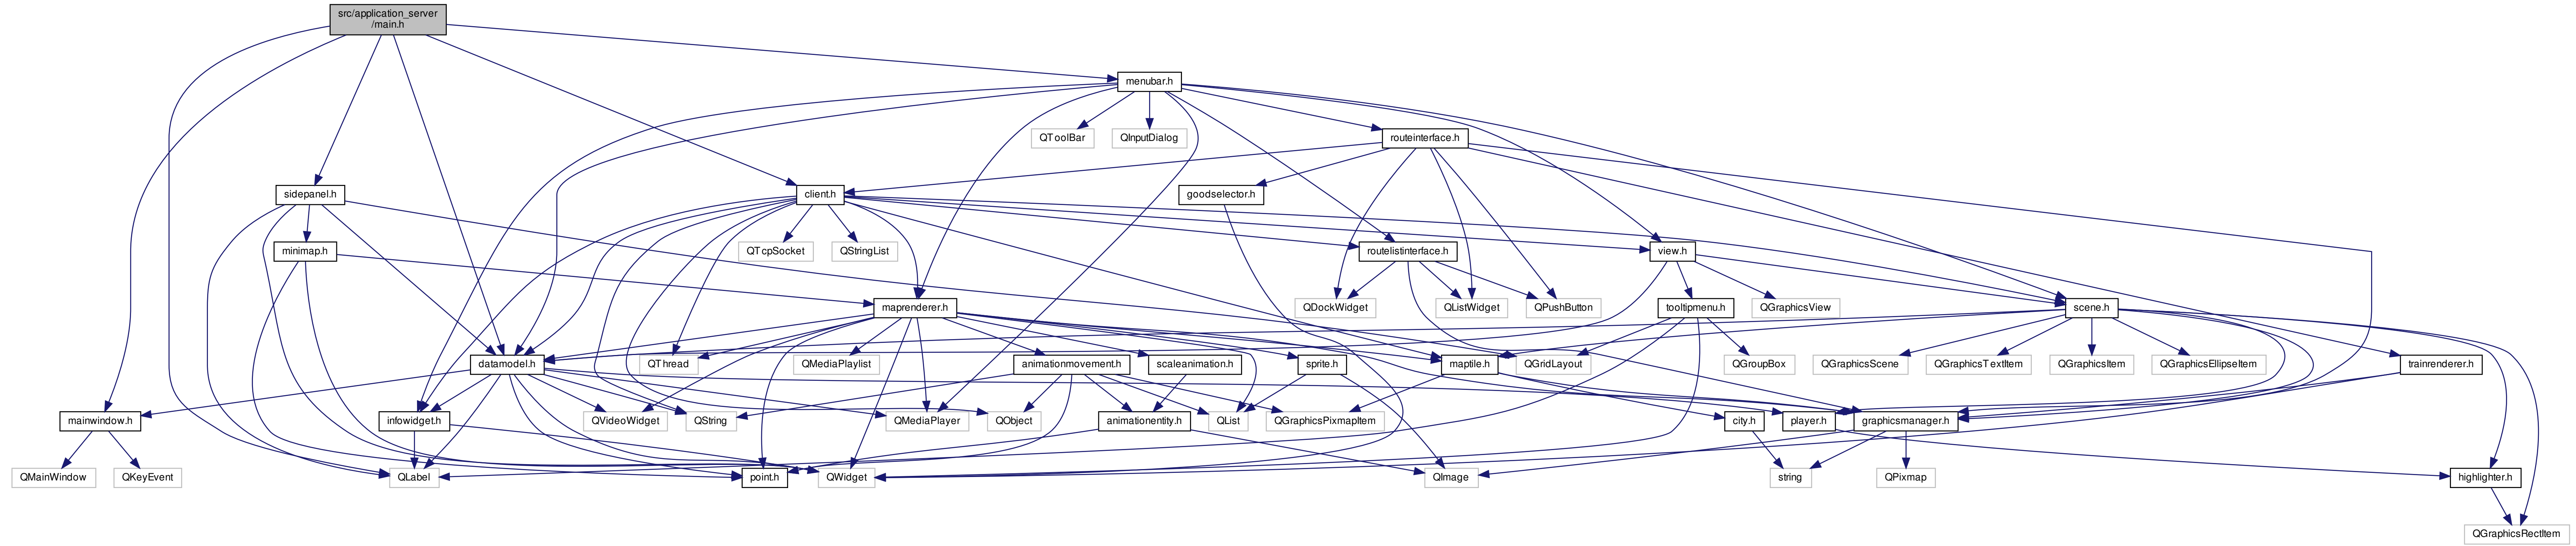 src/application_server
/main.h
menubar.h
QToolBar
QInputDialog
routeinterface.h
sidepanel.h
client.h
goodselector.h
minimap.h
QTcpSocket
QStringList
routelistinterface.h
view.h
maprenderer.h
QDockWidget
QListWidget
QPushButton
tooltipmenu.h
QGraphicsView
scene.h
datamodel.h
QThread
QMediaPlaylist
animationmovement.h
scaleanimation.h
sprite.h
maptile.h
QGridLayout
QGroupBox
QGraphicsScene
QGraphicsTextItem
QGraphicsItem
QGraphicsEllipseItem
trainrenderer.h
mainwindow.h
infowidget.h
QVideoWidget
QString
QMediaPlayer
QObject
animationentity.h
QList
QGraphicsPixmapItem
city.h
player.h
graphicsmanager.h
QMainWindow
QKeyEvent
QLabel
point.h
QWidget
QImage
string
QPixmap
highlighter.h
QGraphicsRectItem